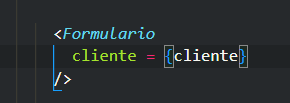 <Formulario
cliente = {cliente}
/>